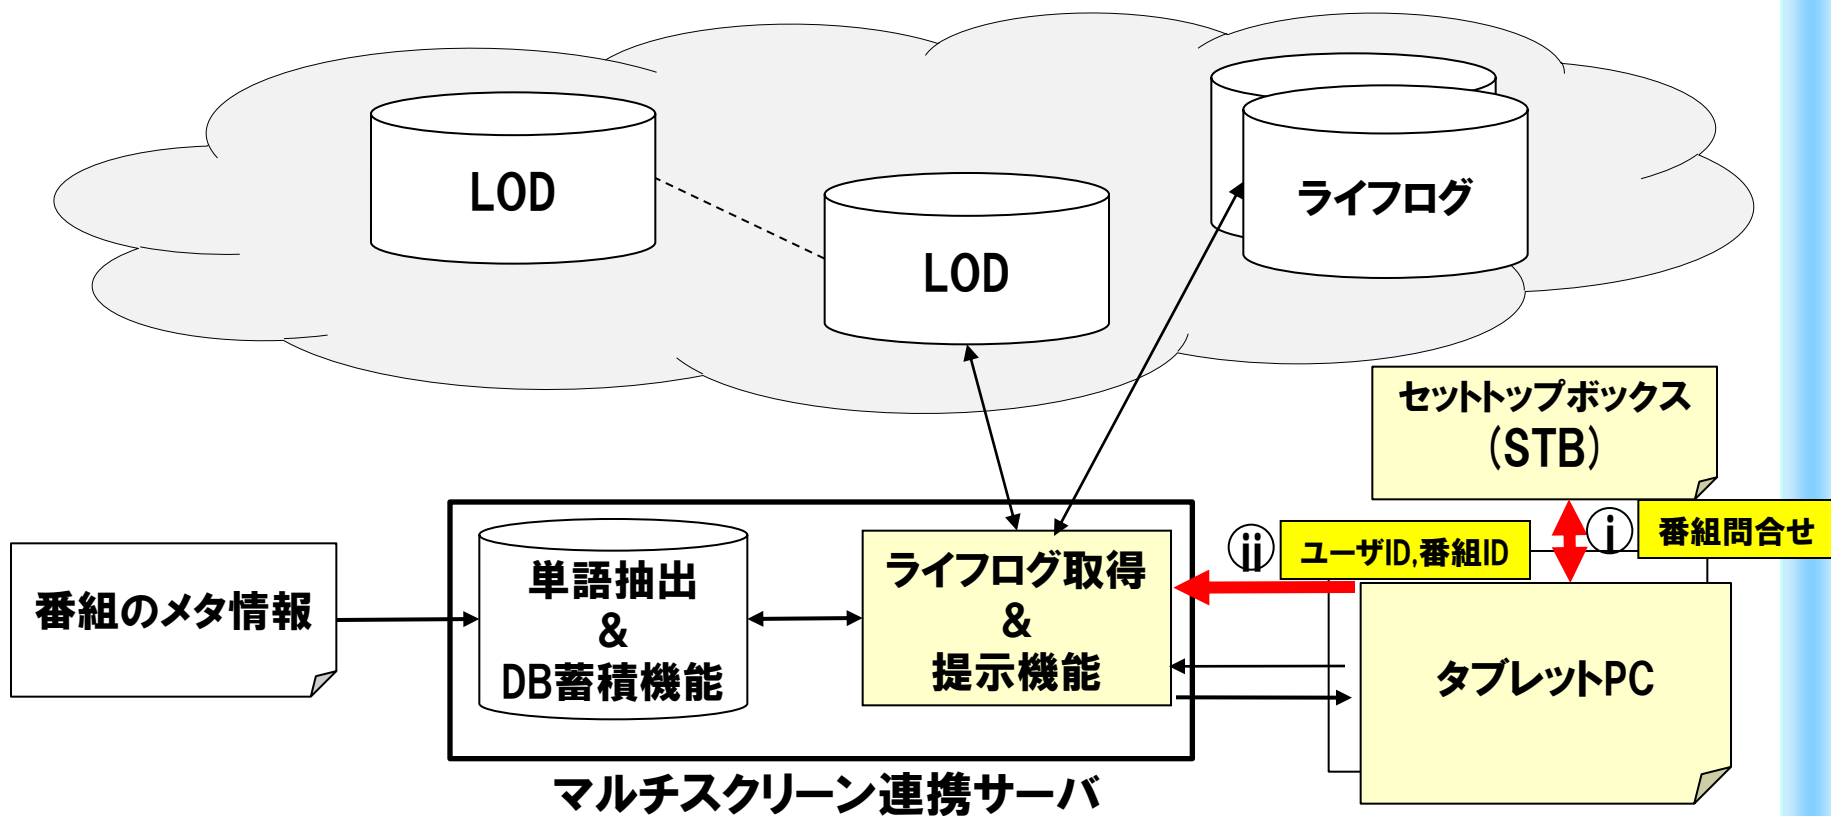 LOD
LOD
ライフログ
セットトップボックス
(STB)
ⅱ
ユーザID,番組ID
ⅰ
番組問合せ
番組のメタ情報
単語抽出
&
DB蓄積機能
ライフログ取得
&
提示機能
タブレットPC
マルチスクリーン連携サーバ